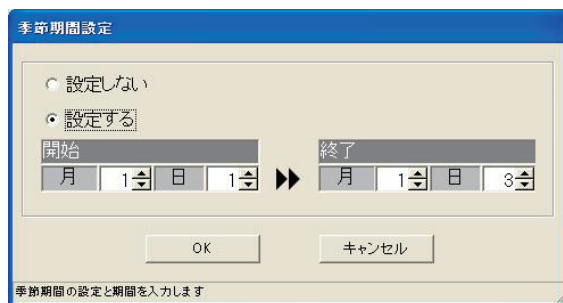 季節期間設定
設定しない
設定する
開始 終了
月 1 日 1 月 1 日 3
OK キャンセル
季節期間の設定と期間を入力します